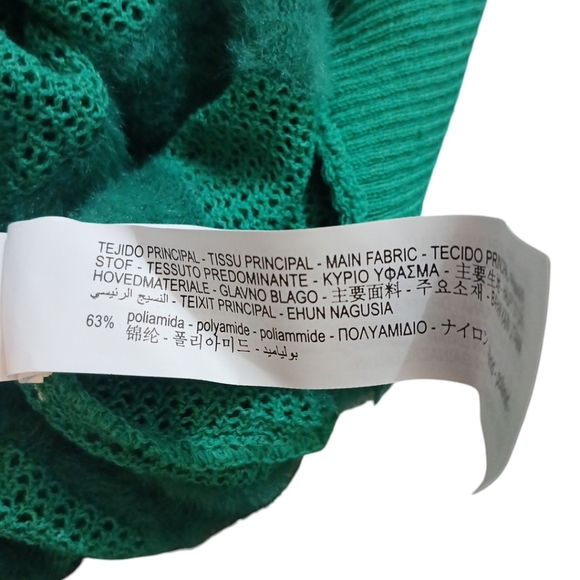 TEJIDO PRINCIPAL - TISSU PRINCIPAL - MAIN FABRIC - TECIDO
STOF - TESSUTO PREDOMINANTE - ΚΥΡΙΟ ΥΦΑΣΜΑ - 主要生
HOVEDMATERIALE - GLAVNO BLAGO - 主要面料 - 주요소재 -
النسيج الرئيسي - TEIXIT PRINCIPAL - EHUN NAGUSIA
63% poliamida - polyamide - poliammide - ΠΟΛΥΑΜΙΔΙΟ - ナイロン
锦纶 - 폴리아미드 - بولياميد